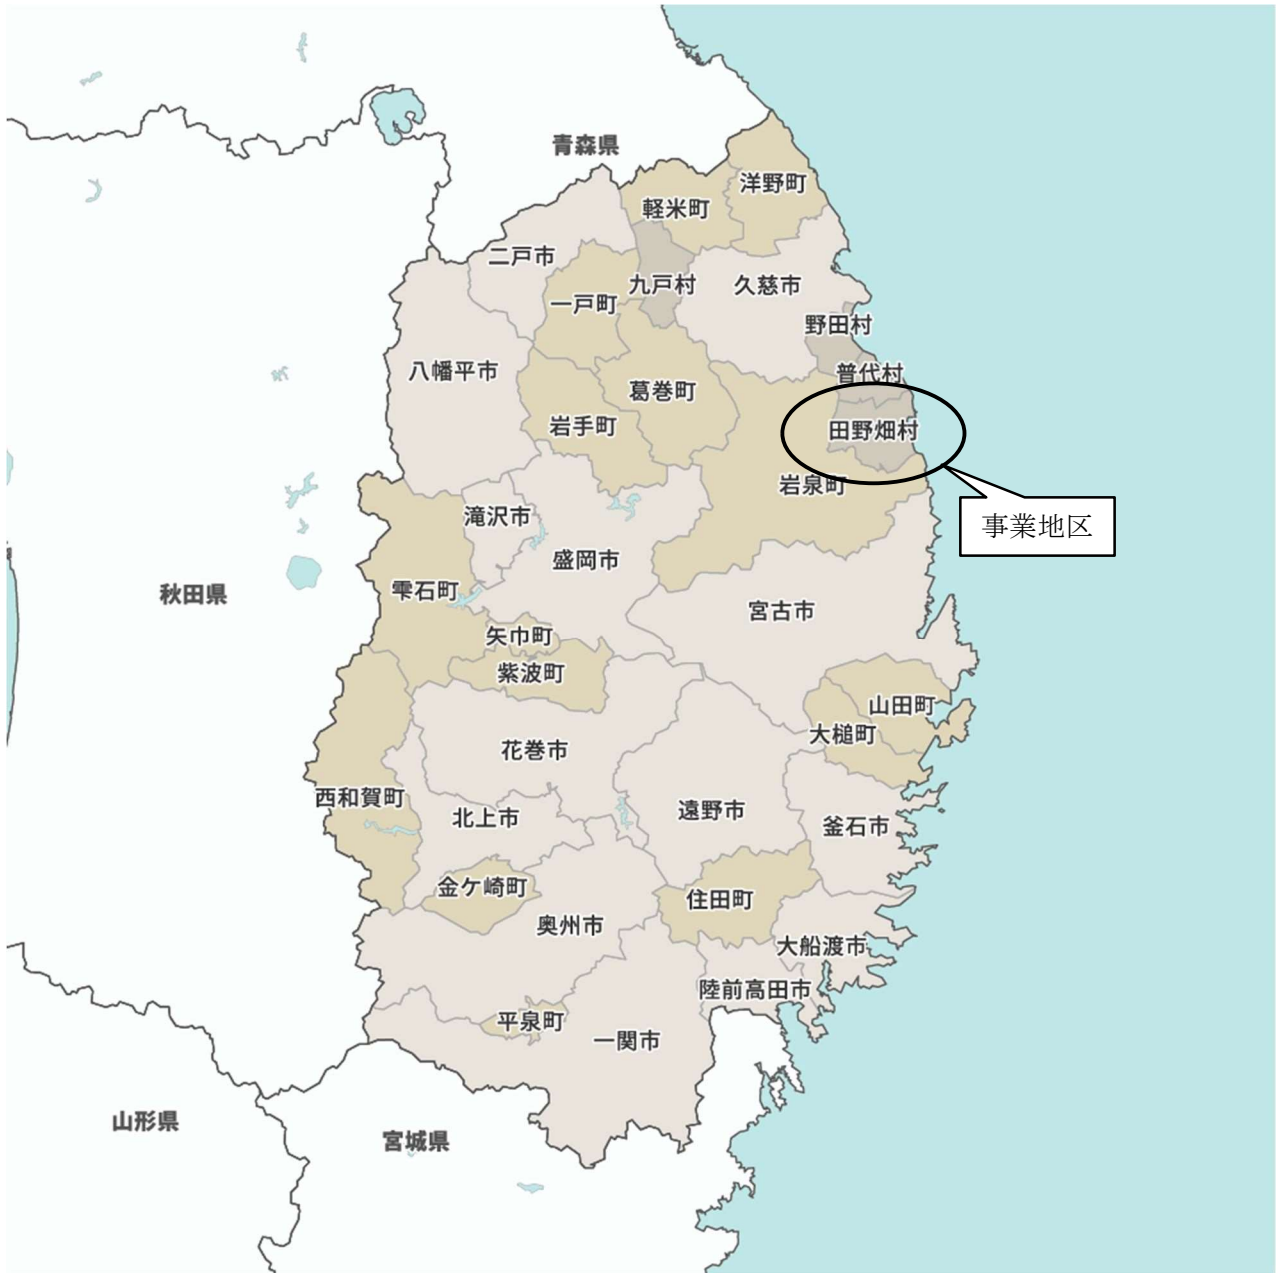 青森県
洋野町
軽米町
二戸市
九戸村
久慈市
一戸町
野田村
八幡平市
普代村
葛巻町
岩手町
田野畑村
岩泉町
滝沢市
事業地区
盛岡市
雫石町
秋田県
宮古市
矢巾町
紫波町
山田町
大槌町
花巻市
西和賀町
遠野市
北上市
釜石市
金ケ崎町
住田町
奥州市
大船渡市
陸前高田市
平泉町
一関市
山形県
宮城県